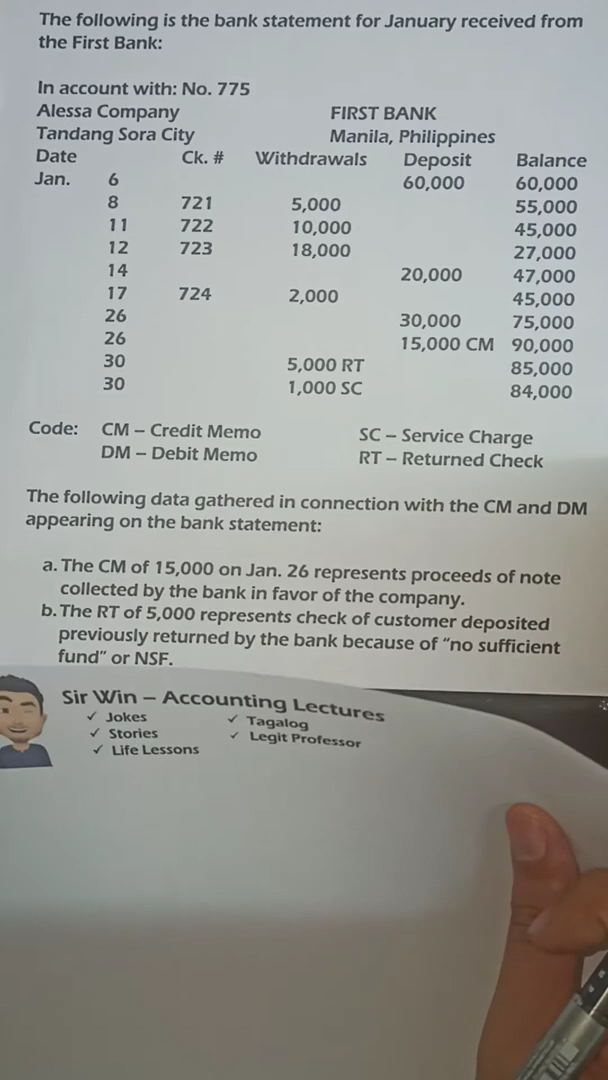 The following is the bank statement for January received from
the First Bank:
In account with: No. 775
Alessa Company FIRST BANK
Tandang Sora City Manila, Philippines
Date Ck. # Withdrawals Deposit Balance
Jan. 6 60,000 60,000
8 721 5,000 55,000
11 722 10,000 45,000
12 723 18,000 27,000
14 20,000 47,000
17 724 2,000 45,000
26 30,000 75,000
26 15,000 CM 90,000
30 5,000 RT 85,000
30 1,000 SC 84,000
Code: CM – Credit Memo SC – Service Charge
DM – Debit Memo RT – Returned Check
The following data gathered in connection with the CM and DM
appearing on the bank statement:
a. The CM of 15,000 on Jan. 26 represents proceeds of note
collected by the bank in favor of the company.
b. The RT of 5,000 represents check of customer deposited
previously returned by the bank because of "no sufficient
fund" or NSF.
Sir Win – Accounting Lectures
✓ Jokes ✓ Tagalog
✓ Stories ✓ Legit Professor
✓ Life Lessons